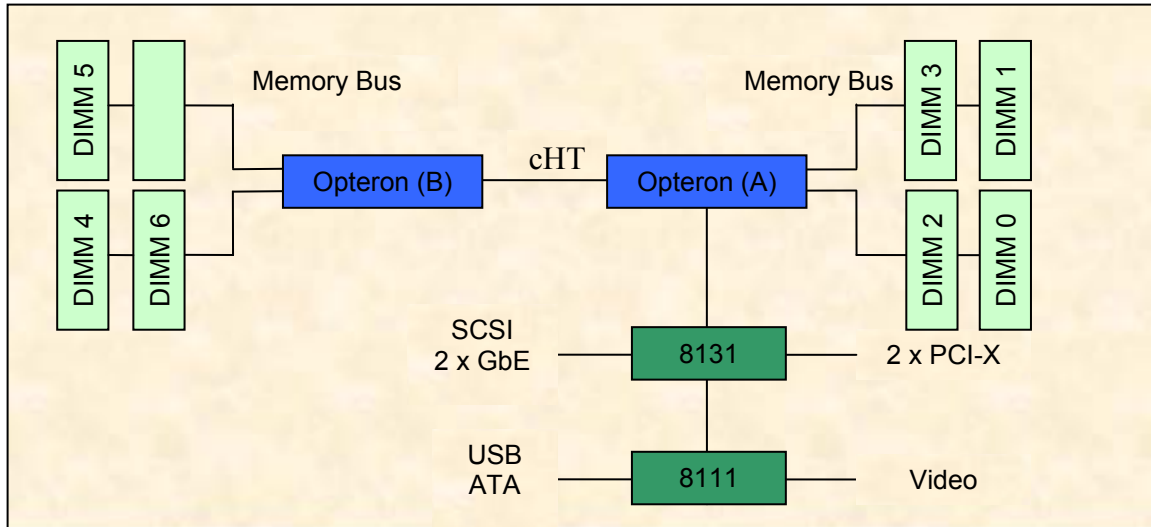 DIMM 5
Memory Bus
Memory Bus
DIMM 3
DIMM 1
cHT
Opteron (B)
Opteron (A)
DIMM 4
DIMM 6
DIMM 2
DIMM 0
SCSI
2 x GbE
8131
2 x PCI-X
USB
ATA
8111
Video